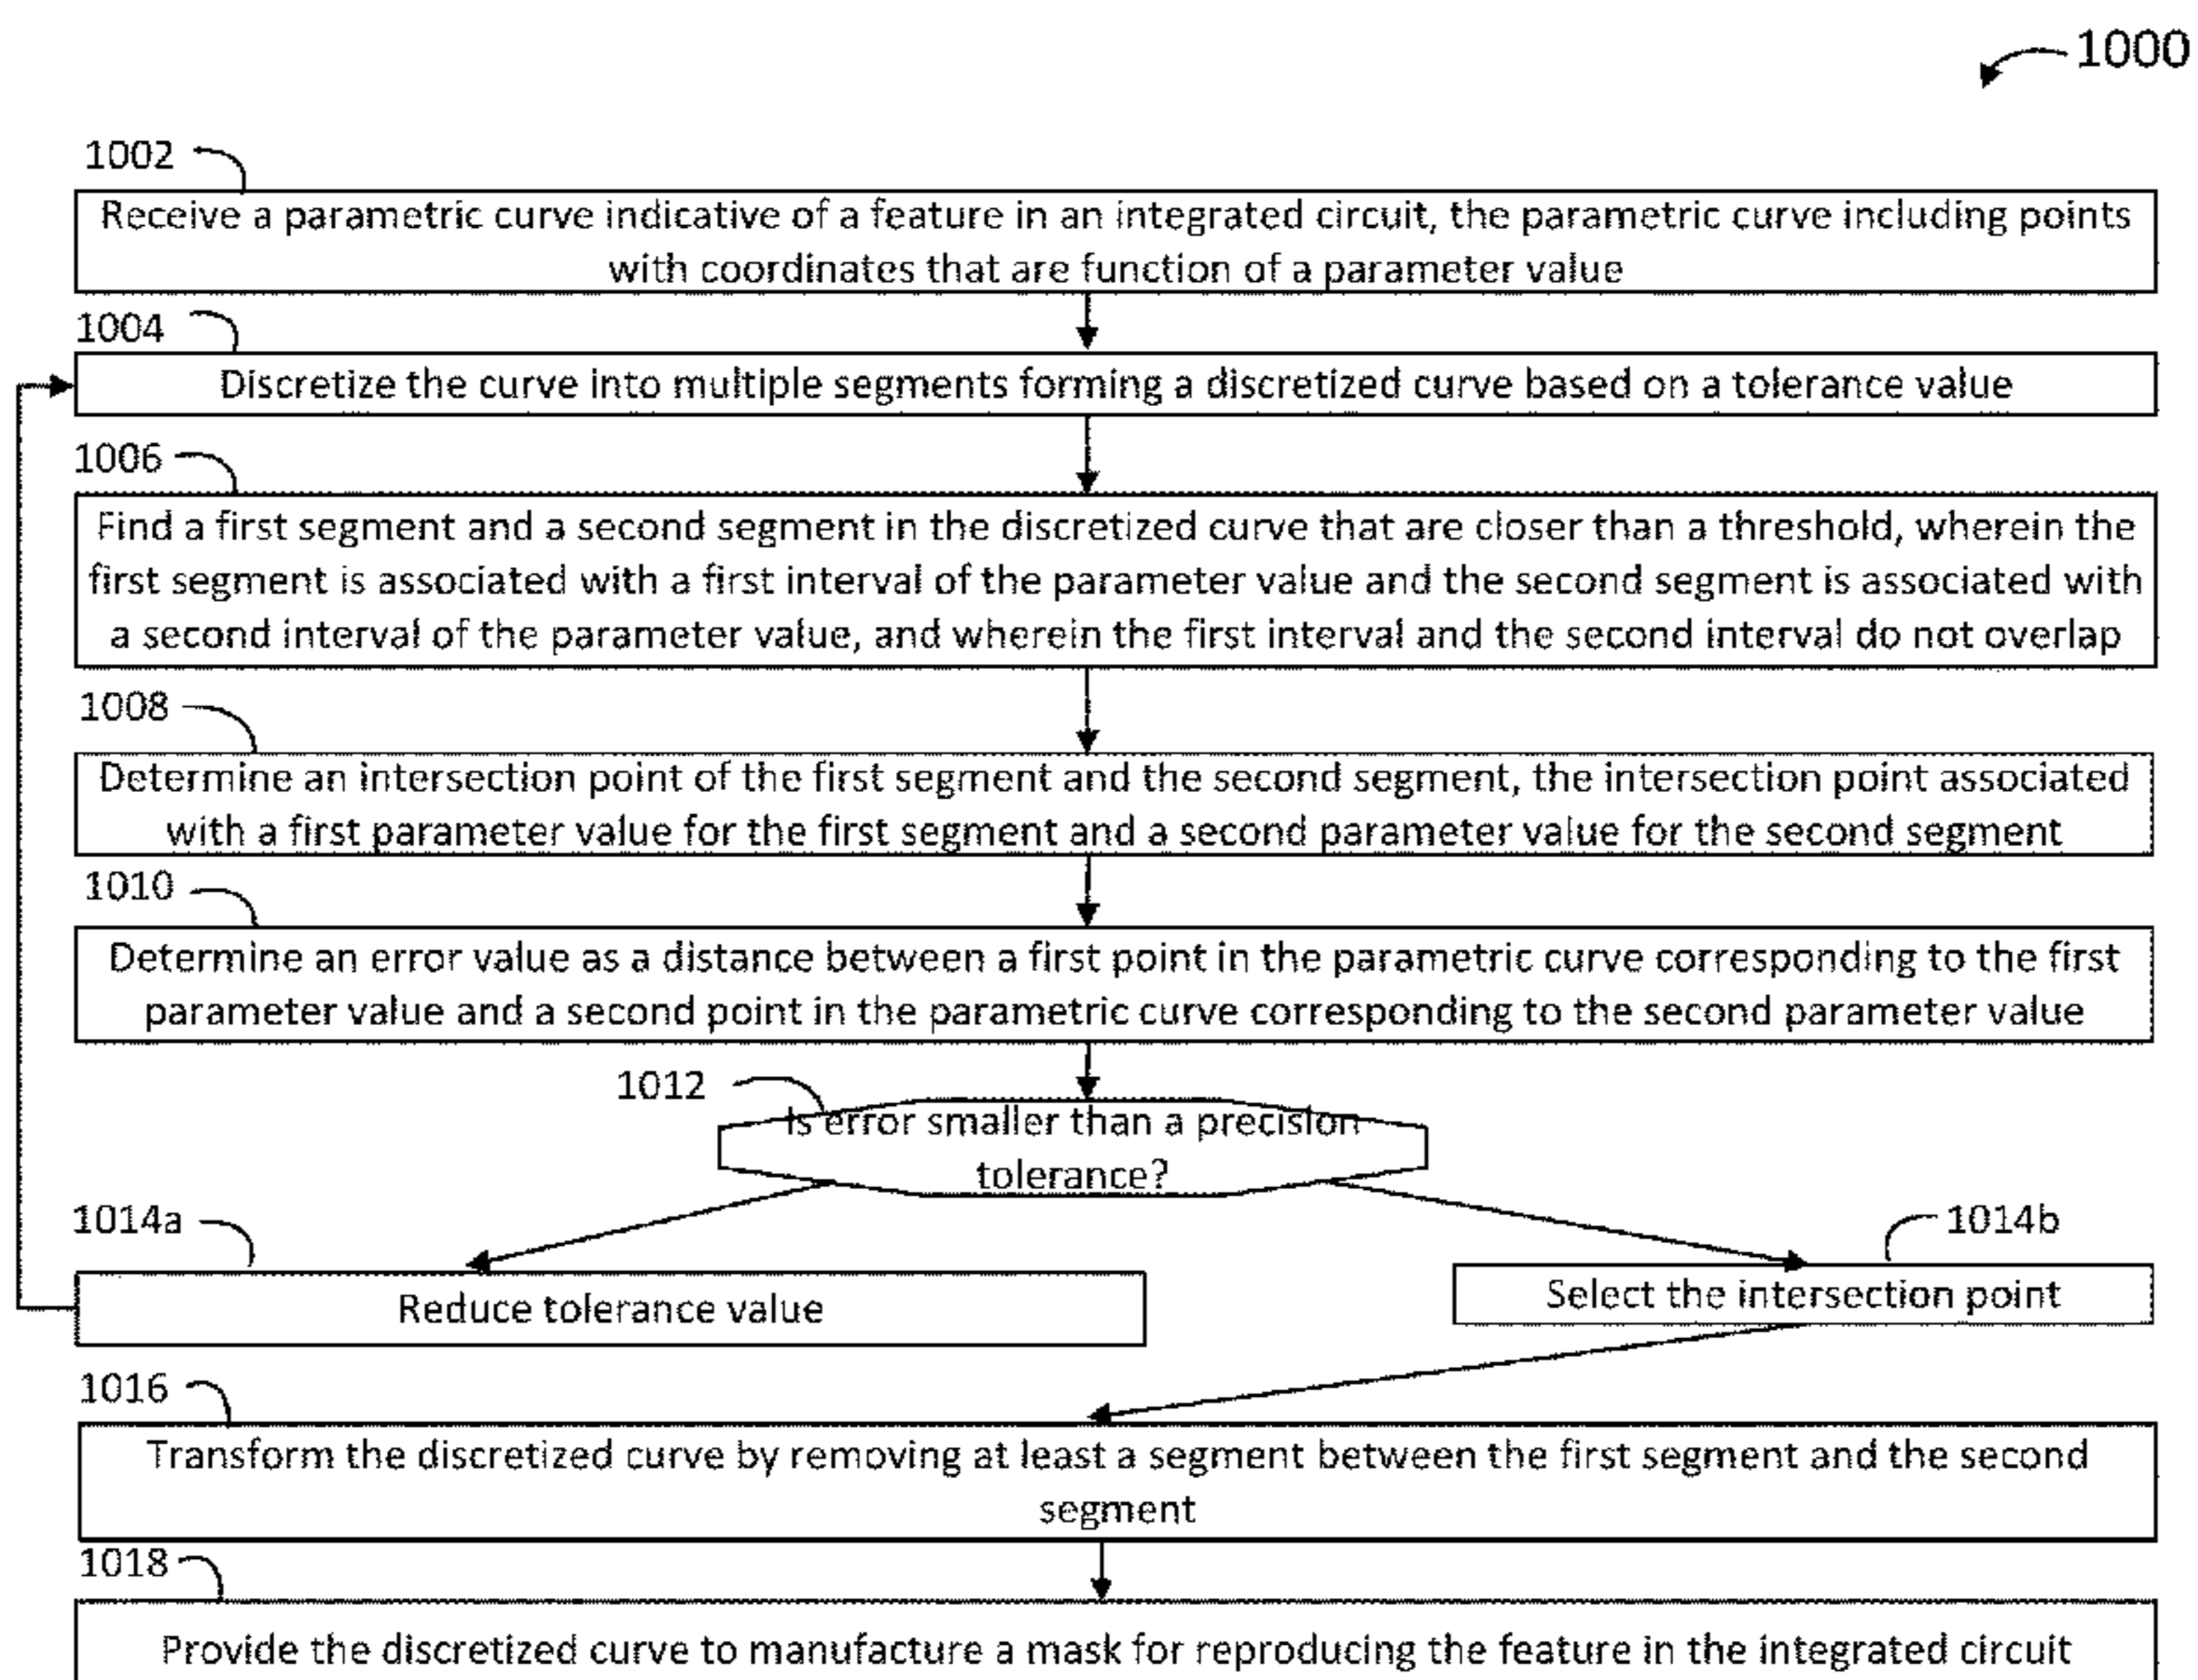 1000
1002
Receive a parametric curve indicative of a feature in an integrated circuit, the parametric curve including points
with coordinates that are function of a parameter value
1004
Discretize the curve into multiple segments forming a discretized curve based on a tolerance value
1006
Find a first segment and a second segment in the discretized curve that are closer than a threshold, wherein the
first segment is associated with a first interval of the parameter value and the second segment is associated with
a second interval of the parameter value, and wherein the first interval and the second interval do not overlap
1008
Determine an intersection point of the first segment and the second segment, the intersection point associated
with a first parameter value for the first segment and a second parameter value for the second segment
1010
Determine an error value as a distance between a first point in the parametric curve corresponding to the first
parameter value and a second point in the parametric curve corresponding to the second parameter value
1012
Is error smaller than a precision
tolerance?
1014a
1014b
Reduce tolerance value
Select the intersection point
1016
Transform the discretized curve by removing at least a segment between the first segment and the second
segment
1018
Provide the discretized curve to manufacture a mask for reproducing the feature in the integrated circuit